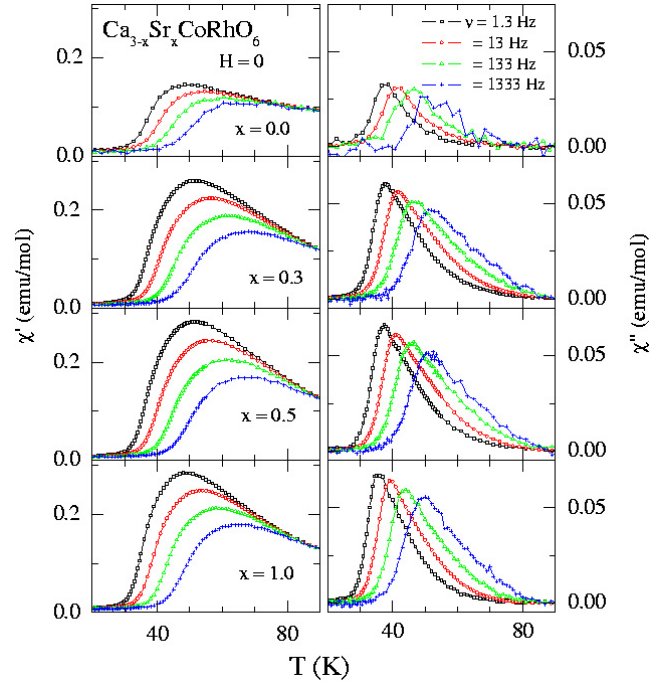 Ca3-xSrxCoRhO6
H = 0
x = 0.0
ν = 1.3 Hz
= 13 Hz
= 133 Hz
= 1333 Hz
0.2
0.0
0.05
0.00
x = 0.3
0.2
0.0
0.05
0.00
x = 0.5
0.2
0.0
0.05
0.00
x = 1.0
0.2
0.0
0.05
0.00
χ' (emu/mol)
χ'' (emu/mol)
40 80 40 80
T (K)